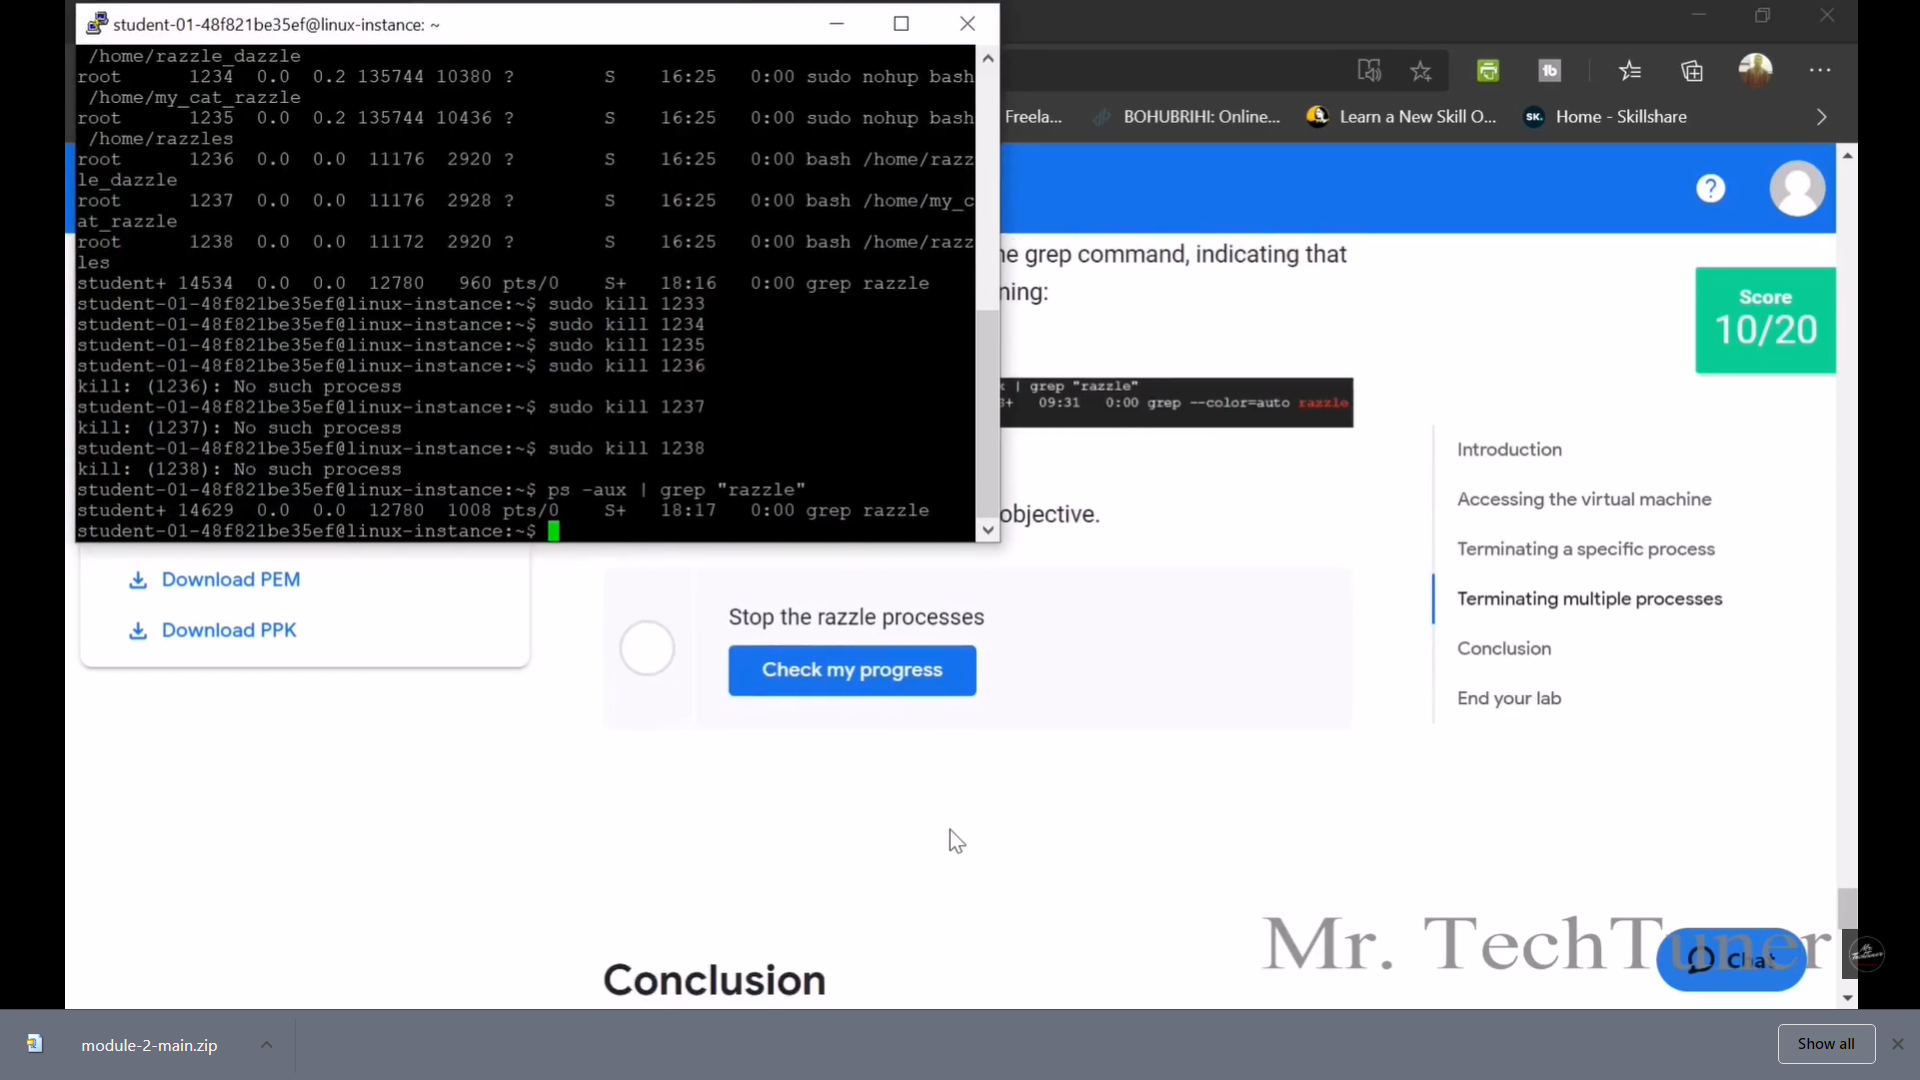 student-01-48f821be35ef@linux-instance: ~
/home/razzle_dazzle
root 1234 0.0 0.2 135744 10380 ? S 16:25 0:00 sudo nohup bash
/home/my_cat_razzle
root 1235 0.0 0.2 135744 10436 ? S 16:25 0:00 sudo nohup bash
/home/razzles
root 1236 0.0 0.0 11176 2920 ? S 16:25 0:00 bash /home/razz
le_dazzle
root 1237 0.0 0.0 11176 2928 ? S 16:25 0:00 bash /home/my_c
at_razzle
root 1238 0.0 0.0 11172 2920 ? S 16:25 0:00 bash /home/razz
les
student+ 14534 0.0 0.0 12780 960 pts/0 S+ 18:16 0:00 grep razzle
student-01-48f821be35ef@linux-instance:~$ sudo kill 1233
student-01-48f821be35ef@linux-instance:~$ sudo kill 1234
student-01-48f821be35ef@linux-instance:~$ sudo kill 1235
student-01-48f821be35ef@linux-instance:~$ sudo kill 1236
kill: (1236): No such process
student-01-48f821be35ef@linux-instance:~$ sudo kill 1237
kill: (1237): No such process
student-01-48f821be35ef@linux-instance:~$ sudo kill 1238
kill: (1238): No such process
student-01-48f821be35ef@linux-instance:~$ ps -aux | grep "razzle"
student+ 14629 0.0 0.0 12780 1008 pts/0 S+ 18:17 0:00 grep razzle
student-01-48f821be35ef@linux-instance:~$
tb
Freela...
BOHUBRIHI: Online...
Learn a New Skill O...
SK.
Home - Skillshare
?
he grep command, indicating that
ning:
Score
10/20
| grep "razzle"
S+ 09:31 0:00 grep --color=auto razzle
objective.
Download PEM
Download PPK
Stop the razzle processes
Check my progress
Introduction
Accessing the virtual machine
Terminating a specific process
Terminating multiple processes
Conclusion
End your lab
Conclusion
Mr. TechTuner
Chat
module-2-main.zip
Show all